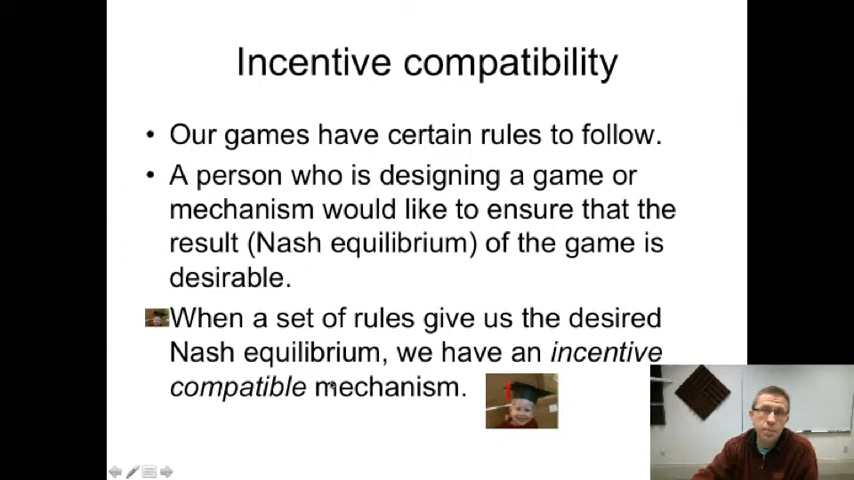 Incentive compatibility
• Our games have certain rules to follow.
• A person who is designing a game or
mechanism would like to ensure that the
result (Nash equilibrium) of the game is
desirable.
When a set of rules give us the desired
Nash equilibrium, we have an incentive
compatible mechanism.